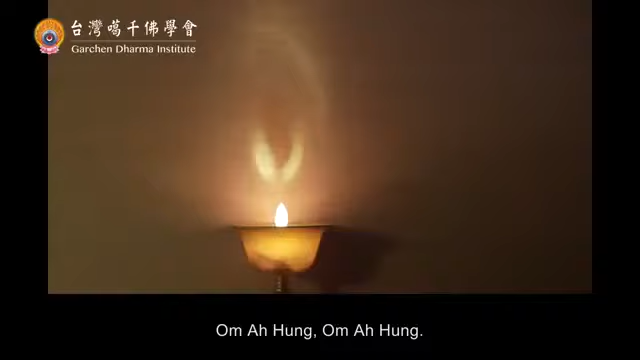 台灣噶千佛學會
Garchen Dharma Institute
Om Ah Hung, Om Ah Hung.